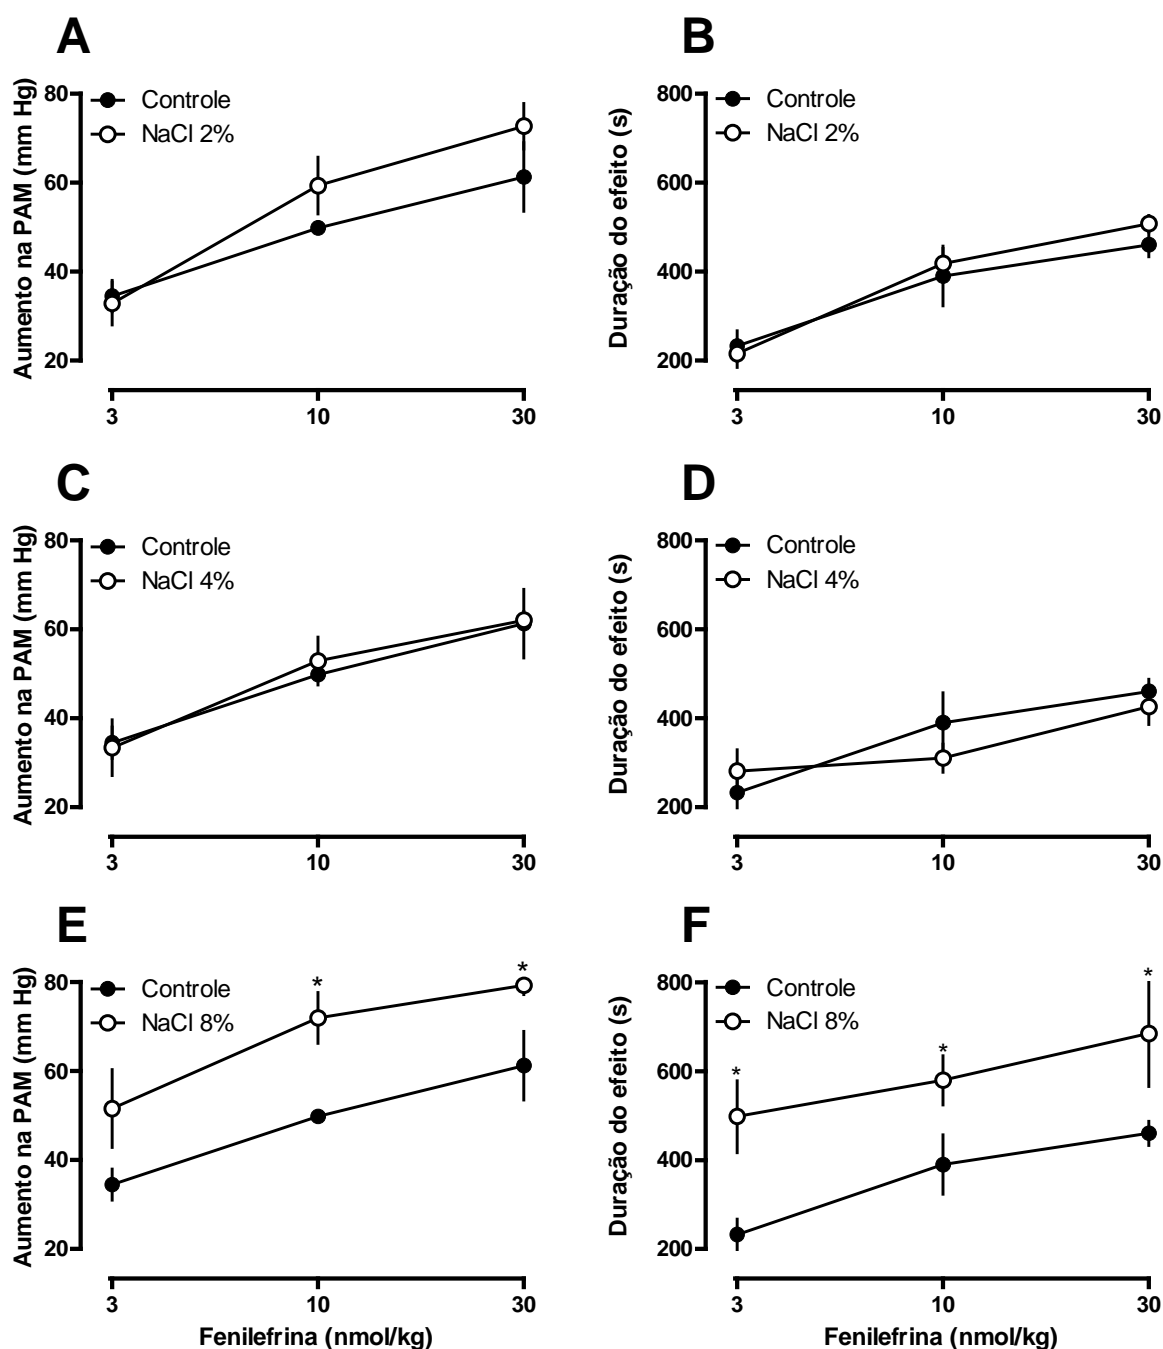 A
Aumento na PAM (mm Hg)
80
60
40
20
Controle
NaCl 2%
3
10
30
B
Duração do efeito (s)
800
600
400
200
Controle
NaCl 2%
3
10
30
C
Aumento na PAM (mm Hg)
80
60
40
20
Controle
NaCl 4%
3
10
30
D
Duração do efeito (s)
800
600
400
200
Controle
NaCl 4%
3
10
30
E
Aumento na PAM (mm Hg)
80
60
40
20
Controle
NaCl 8%
*
*
3
10
30
Fenilefrina (nmol/kg)
F
Duração do efeito (s)
800
600
400
200
Controle
NaCl 8%
*
*
*
3
10
30
Fenilefrina (nmol/kg)